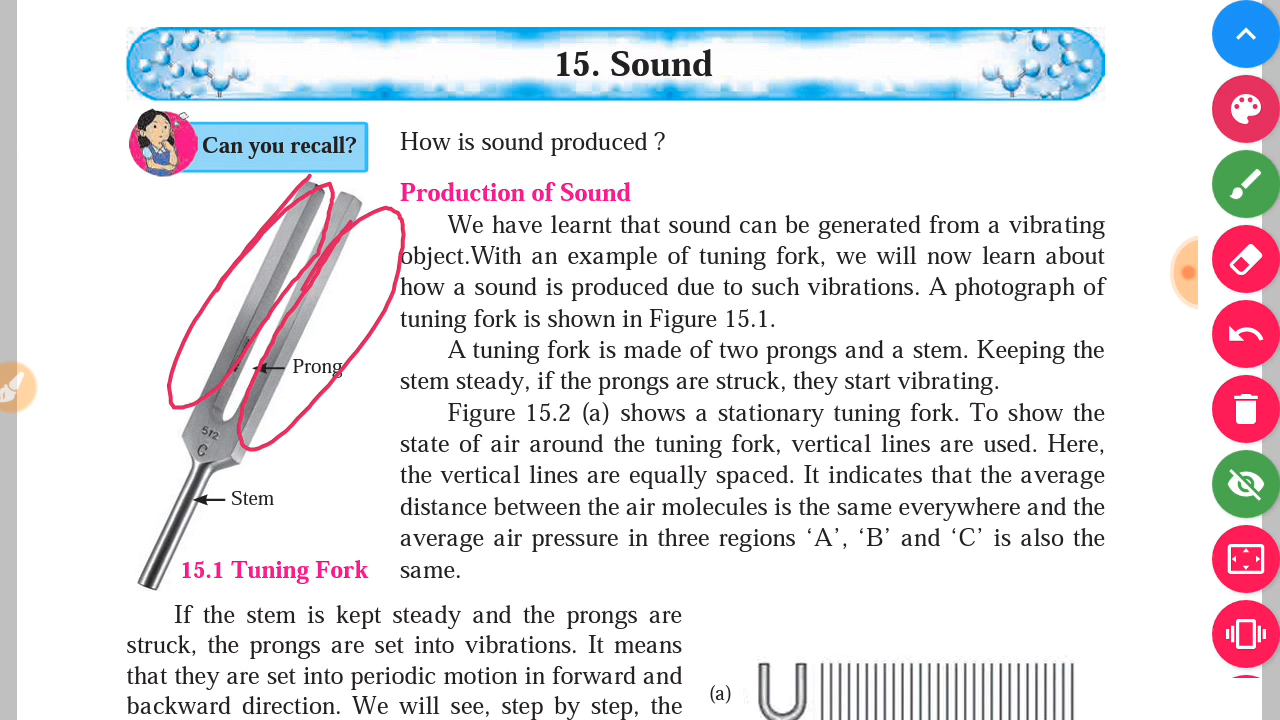 15. Sound
Can you recall?
How is sound produced ?
Production of Sound
We have learnt that sound can be generated from a vibrating
object.With an example of tuning fork, we will now learn about
how a sound is produced due to such vibrations. A photograph of
tuning fork is shown in Figure 15.1.
A tuning fork is made of two prongs and a stem. Keeping the
stem steady, if the prongs are struck, they start vibrating.
Figure 15.2 (a) shows a stationary tuning fork. To show the
state of air around the tuning fork, vertical lines are used. Here,
the vertical lines are equally spaced. It indicates that the average
distance between the air molecules is the same everywhere and the
average air pressure in three regions ‘A’, ‘B’ and ‘C’ is also the
same.
Prong
512
C
Stem
15.1 Tuning Fork
If the stem is kept steady and the prongs are
struck, the prongs are set into vibrations. It means
that they are set into periodic motion in forward and
backward direction. We will see, step by step, the
(a)